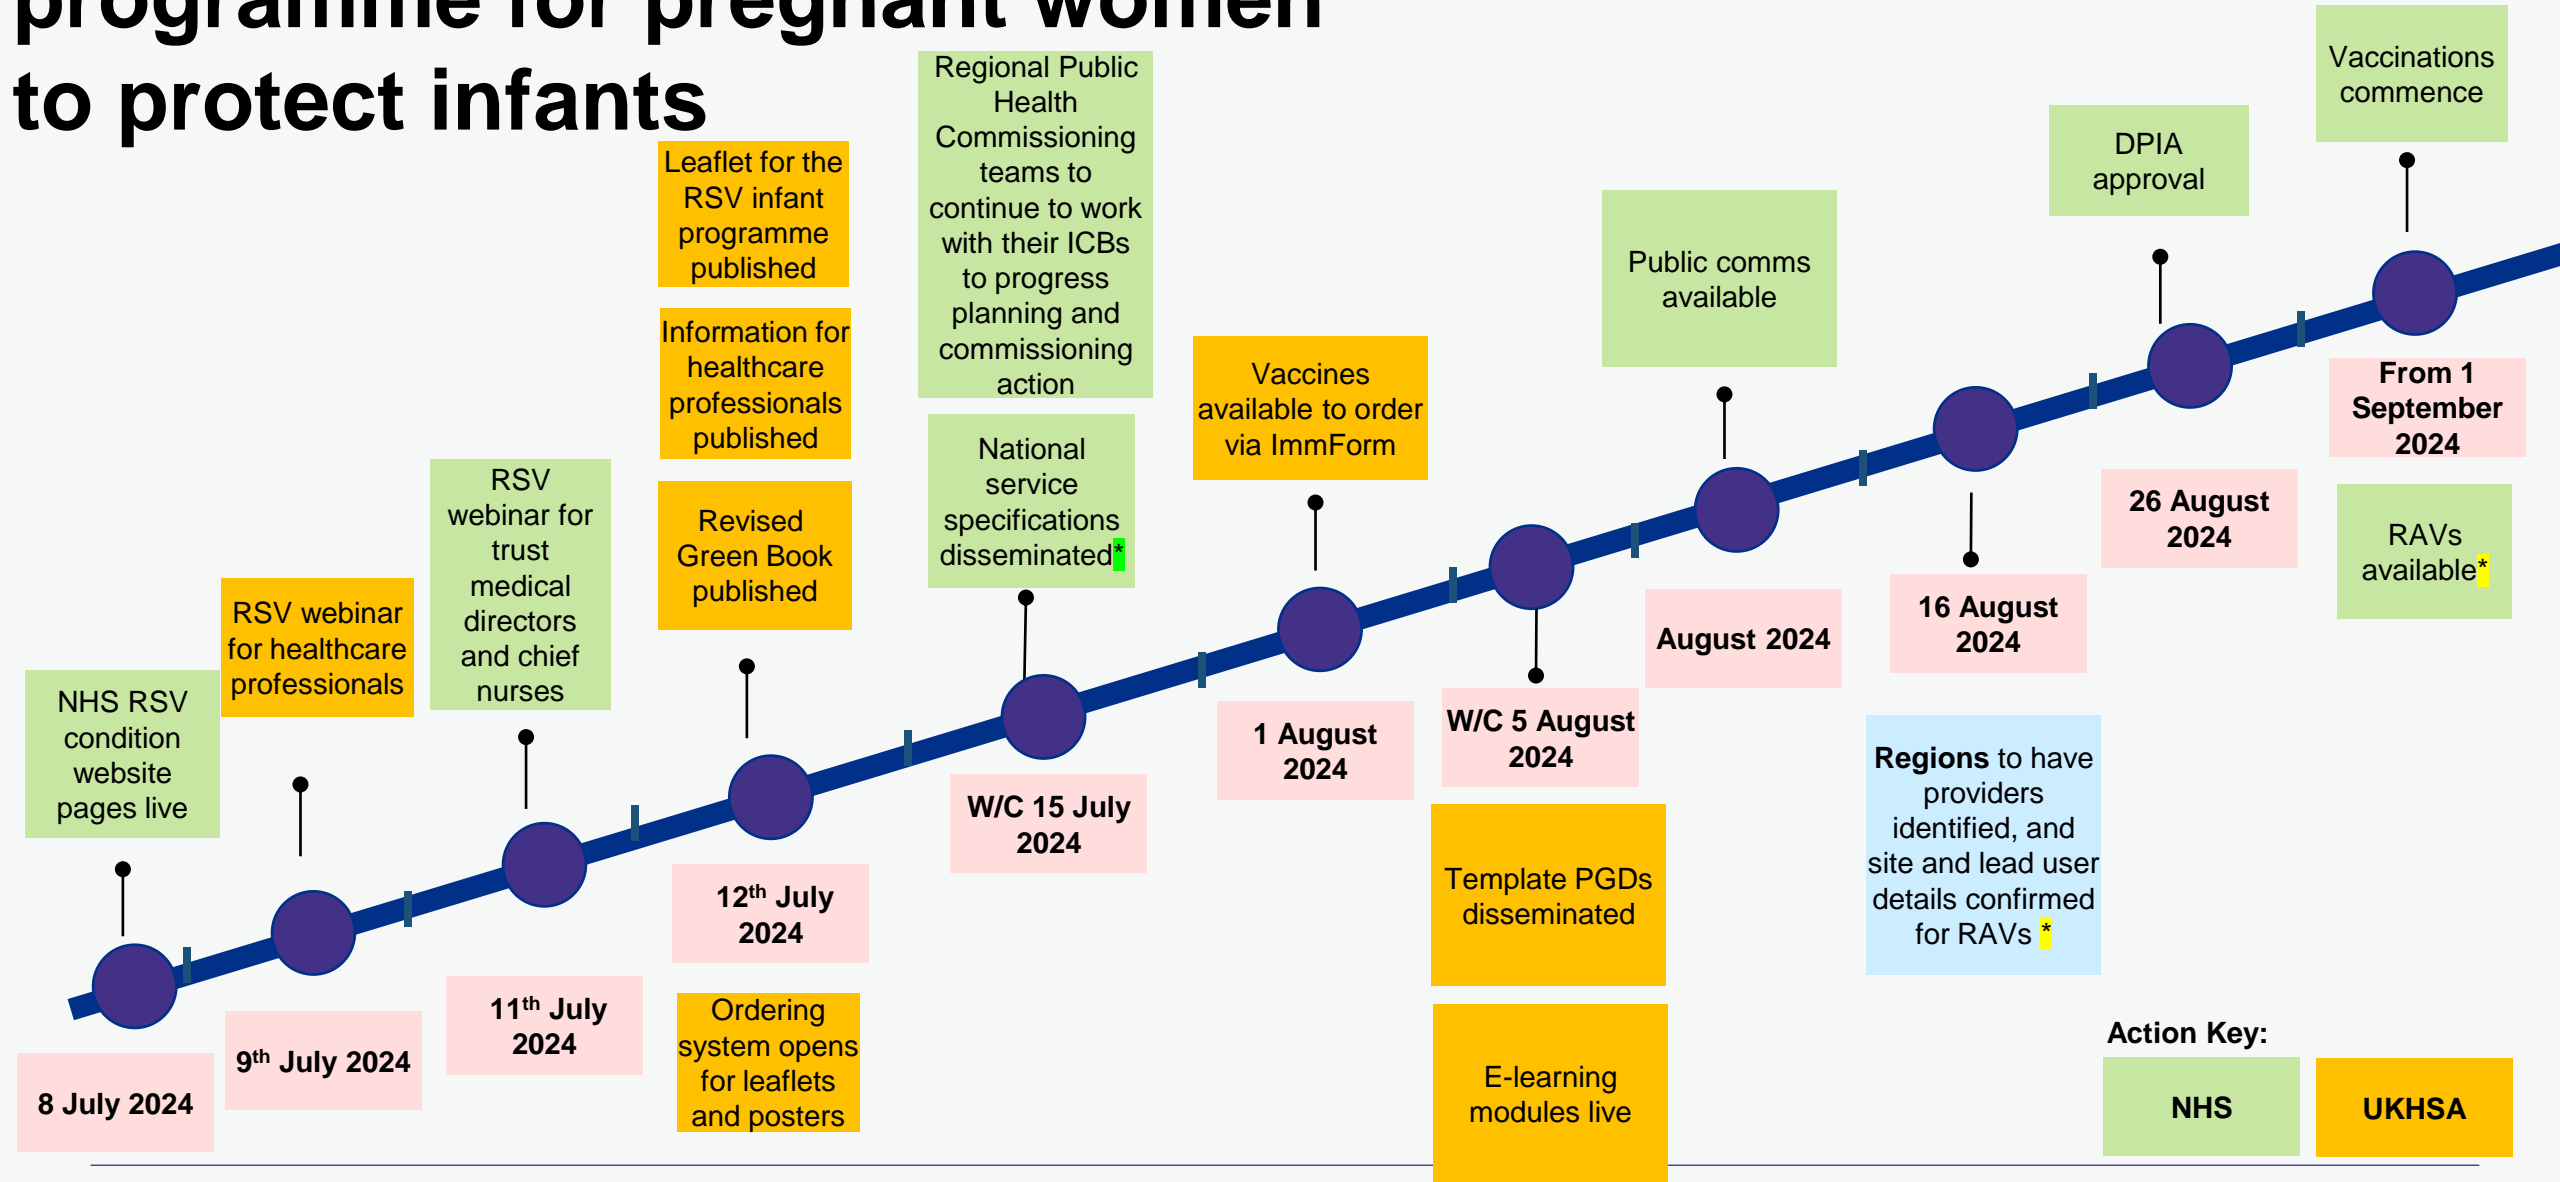 programme for pregnant women
to protect infants
NHS RSV
condition
website
pages live
8 July 2024
RSV webinar
for healthcare
professionals
9th July 2024
RSV
webinar for
trust
medical
directors
and chief
nurses
11th July
2024
Leaflet for the
RSV infant
programme
published
Information for
healthcare
professionals
published
Revised
Green Book
published
12th July
2024
Ordering
system opens
for leaflets
and posters
Regional Public
Health
Commissioning
teams to
continue to work
with their ICBs
to progress
planning and
commissioning
action
National
service
specifications
disseminated*
W/C 15 July
2024
Vaccines
available to order
via ImmForm
1 August
2024
W/C 5 August
2024
Template PGDs
disseminated
E-learning
modules live
Public comms
available
August 2024
16 August
2024
Regions to have
providers
identified, and
site and lead user
details confirmed
for RAVs *
DPIA
approval
26 August
2024
Vaccinations
commence
From 1
September
2024
RAVs
available*
Action Key:
NHS
UKHSA